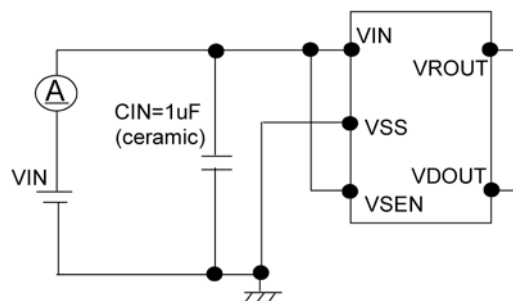 VIN
VROUT
A
CIN=1uF
(ceramic)
VSS
VIN
VDOUT
VSEN